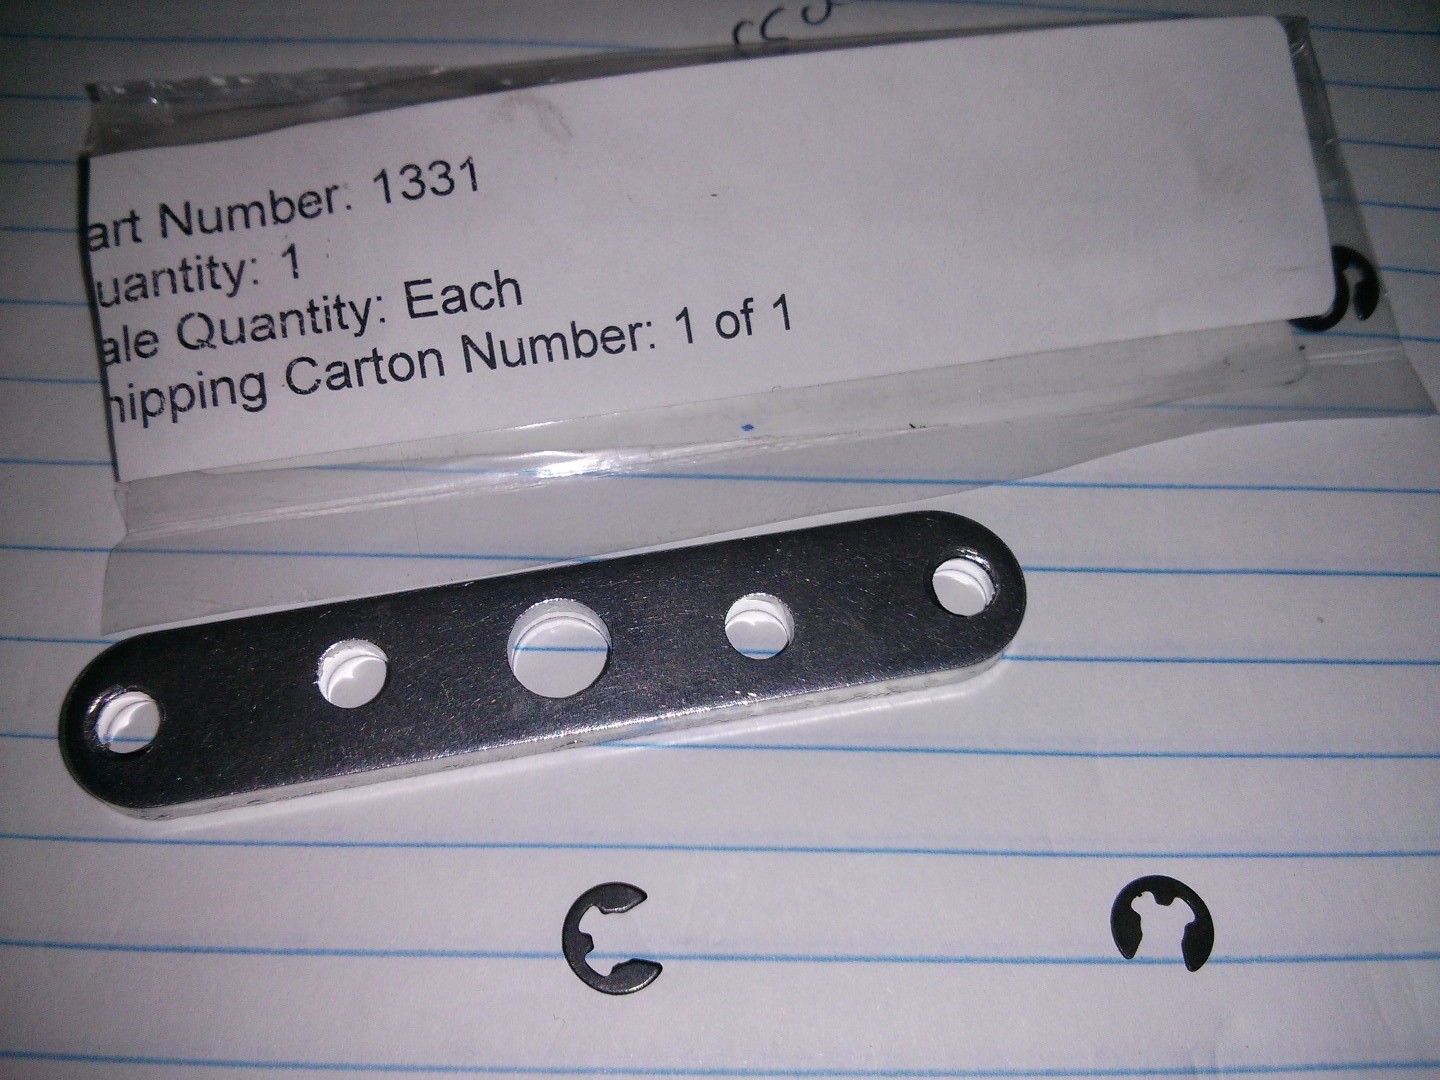 art Number: 1331
uantity: 1
ale Quantity: Each
hipping Carton Number: 1 of 1